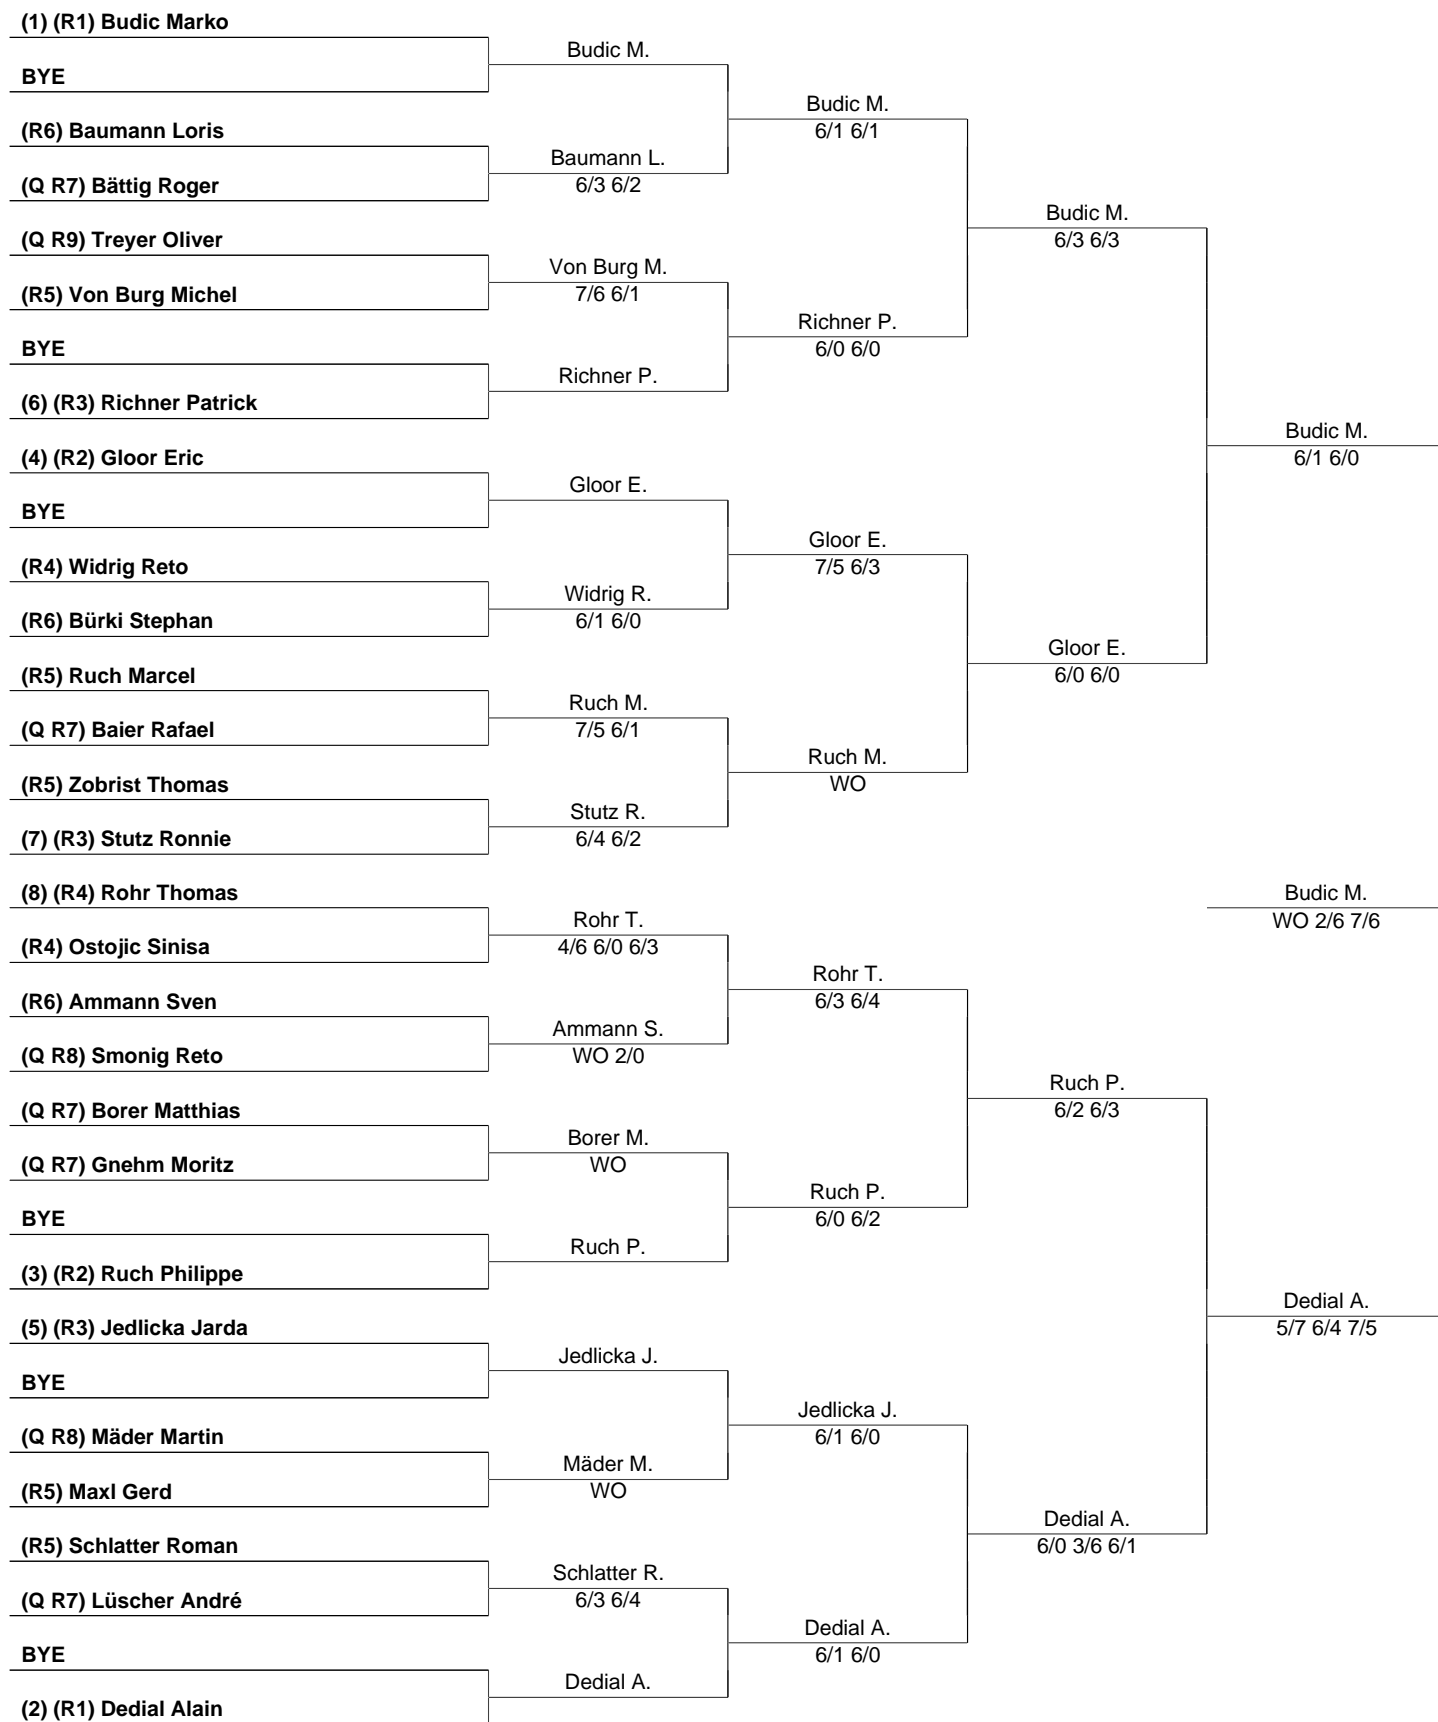 (1) (R1) Budic Marko
BYE
(R6) Baumann Loris
(Q R7) Bättig Roger
(Q R9) Treyer Oliver
(R5) Von Burg Michel
BYE
(6) (R3) Richner Patrick
(4) (R2) Gloor Eric
BYE
(R4) Widrig Reto
(R6) Bürki Stephan
(R5) Ruch Marcel
(Q R7) Baier Rafael
(R5) Zobrist Thomas
(7) (R3) Stutz Ronnie
(8) (R4) Rohr Thomas
(R4) Ostojic Sinisa
(R6) Ammann Sven
(Q R8) Smonig Reto
(Q R7) Borer Matthias
(Q R7) Gnehm Moritz
BYE
(3) (R2) Ruch Philippe
(5) (R3) Jedlicka Jarda
BYE
(Q R8) Mäder Martin
(R5) Maxl Gerd
(R5) Schlatter Roman
(Q R7) Lüscher André
BYE
(2) (R1) Dedial Alain
Budic M.
Baumann L.
6/3 6/2
Von Burg M.
7/6 6/1
Richner P.
Gloor E.
Widrig R.
6/1 6/0
Ruch M.
7/5 6/1
Stutz R.
6/4 6/2
Rohr T.
4/6 6/0 6/3
Ammann S.
WO 2/0
Borer M.
WO
Ruch P.
Jedlicka J.
Mäder M.
WO
Schlatter R.
6/3 6/4
Dedial A.
Budic M.
6/1 6/1
Richner P.
6/0 6/0
Gloor E.
7/5 6/3
Ruch M.
WO
Rohr T.
6/3 6/4
Ruch P.
6/0 6/2
Jedlicka J.
6/1 6/0
Dedial A.
6/1 6/0
Budic M.
6/3 6/3
Gloor E.
6/0 6/0
Ruch P.
6/2 6/3
Dedial A.
6/0 3/6 6/1
Budic M.
6/1 6/0
Budic M.
WO 2/6 7/6
Dedial A.
5/7 6/4 7/5